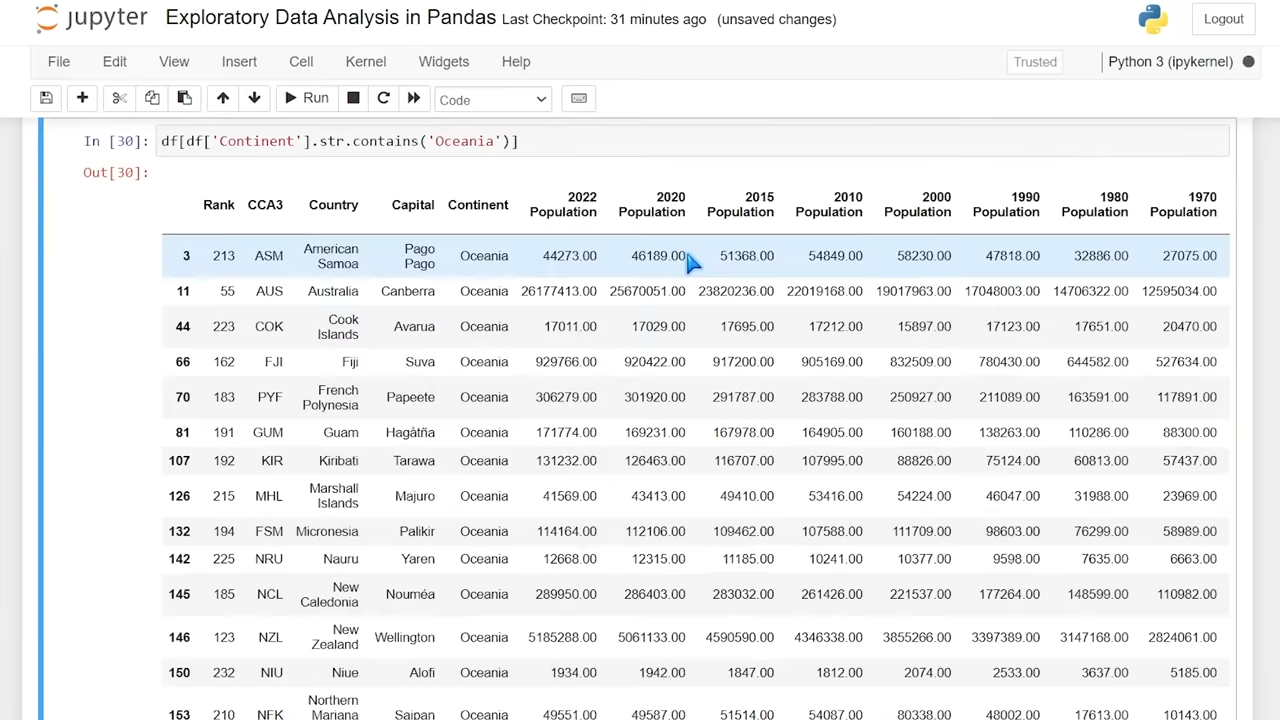 jupyter Exploratory Data Analysis in Pandas Last Checkpoint: 31 minutes ago (unsaved changes) Logout
File Edit View Insert Cell Kernel Widgets Help Trusted Python 3 (ipykernel)
Run Code
In [30]: df[df['Continent'].str.contains('Oceania')]
Out[30]:
Rank CCA3 Country Capital Continent 2022 Population 2020 Population 2015 Population 2010 Population 2000 Population 1990 Population 1980 Population 1970 Population
3 213 ASM American Samoa Pago Pago Oceania 44273.00 46189.00 51368.00 54849.00 58230.00 47818.00 32886.00 27075.00
11 55 AUS Australia Canberra Oceania 26177413.00 25670051.00 23820236.00 22019168.00 19017963.00 17048003.00 14706322.00 12595034.00
44 223 COK Cook Islands Avarua Oceania 17011.00 17029.00 17695.00 17212.00 15897.00 17123.00 17651.00 20470.00
66 162 FJI Fiji Suva Oceania 929766.00 920422.00 917200.00 905169.00 832509.00 780430.00 644582.00 527634.00
70 183 PYF French Polynesia Papeete Oceania 306279.00 301920.00 291787.00 283788.00 250927.00 211089.00 163591.00 117891.00
81 191 GUM Guam Hagåtña Oceania 171774.00 169231.00 167978.00 164905.00 160188.00 138263.00 110286.00 88300.00
107 192 KIR Kiribati Tarawa Oceania 131232.00 126463.00 116707.00 107995.00 88826.00 75124.00 60813.00 57437.00
126 215 MHL Marshall Islands Majuro Oceania 41569.00 43413.00 49410.00 53416.00 54224.00 46047.00 31988.00 23969.00
132 194 FSM Micronesia Palikir Oceania 114164.00 112106.00 109462.00 107588.00 111709.00 98603.00 76299.00 58989.00
142 225 NRU Nauru Yaren Oceania 12668.00 12315.00 11185.00 10241.00 10377.00 9598.00 7635.00 6663.00
145 185 NCL New Caledonia Nouméa Oceania 289950.00 286403.00 283032.00 261426.00 221537.00 177264.00 148599.00 110982.00
146 123 NZL New Zealand Wellington Oceania 5185288.00 5061133.00 4590590.00 4346338.00 3855266.00 3397389.00 3147168.00 2824061.00
150 232 NIU Niue Alofi Oceania 1934.00 1942.00 1847.00 1812.00 2074.00 2533.00 3637.00 5185.00
153 210 NFK Northern Mariana Saipan Oceania 49551.00 49587.00 51514.00 54087.00 80338.00 48002.00 17613.00 10143.00